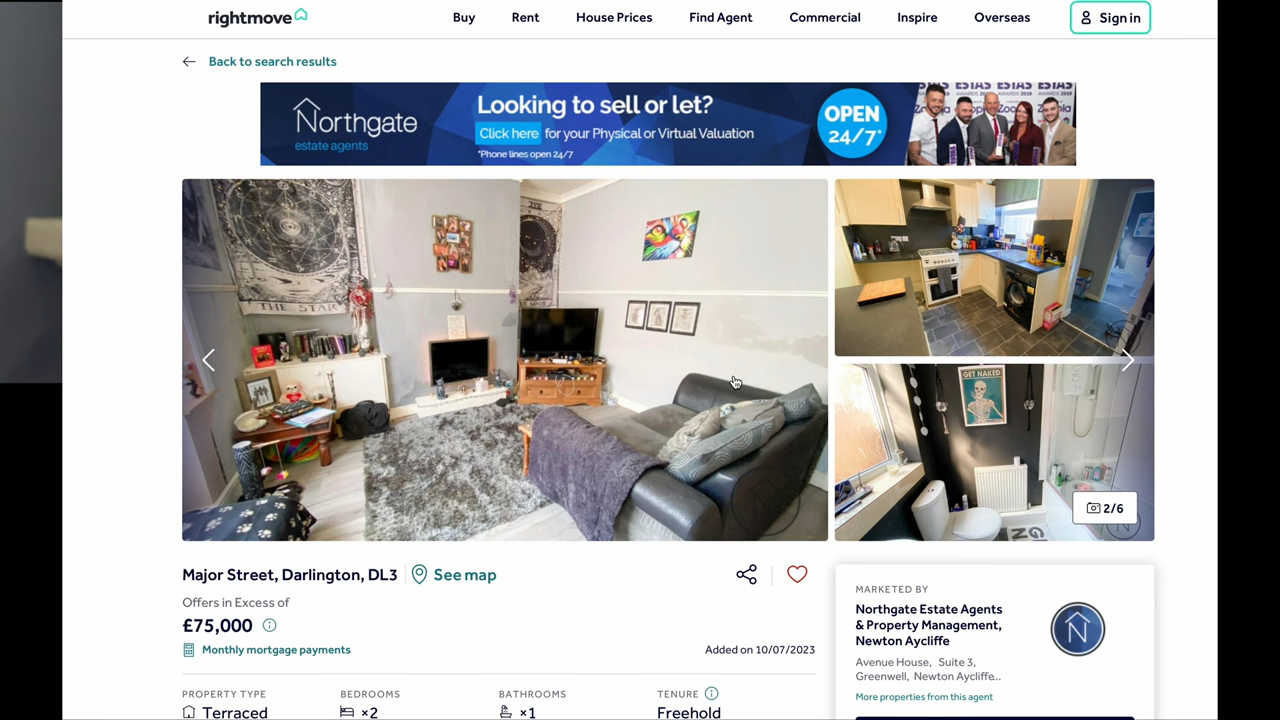 rightmove
Buy
Rent
House Prices
Find Agent
Commercial
Inspire
Overseas
Sign in
Back to search results
Northgate
estate agents
Looking to sell or let?
Click here for your Physical or Virtual Valuation
*Phone lines open 24/7
OPEN
24/7*
ESTAS
THE STAR
GET NAKED
2/6
Major Street, Darlington, DL3
See map
Offers in Excess of
£75,000
Monthly mortgage payments
Added on 10/07/2023
PROPERTY TYPE
BEDROOMS
BATHROOMS
TENURE
Terraced
×2
×1
Freehold
MARKETED BY
Northgate Estate Agents
& Property Management,
Newton Aycliffe
Avenue House, Suite 3,
Greenwell, Newton Aycliffe...
More properties from this agent